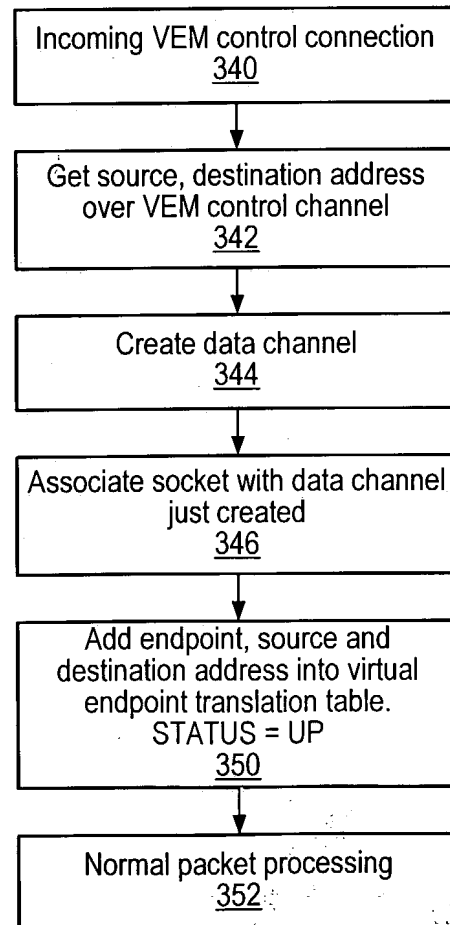 Incoming VEM control connection
340
Get source, destination address
over VEM control channel
342
Create data channel
344
Associate socket with data channel
just created
346
Add endpoint, source and
destination address into virtual
endpoint translation table.
STATUS = UP
350
Normal packet processing
352